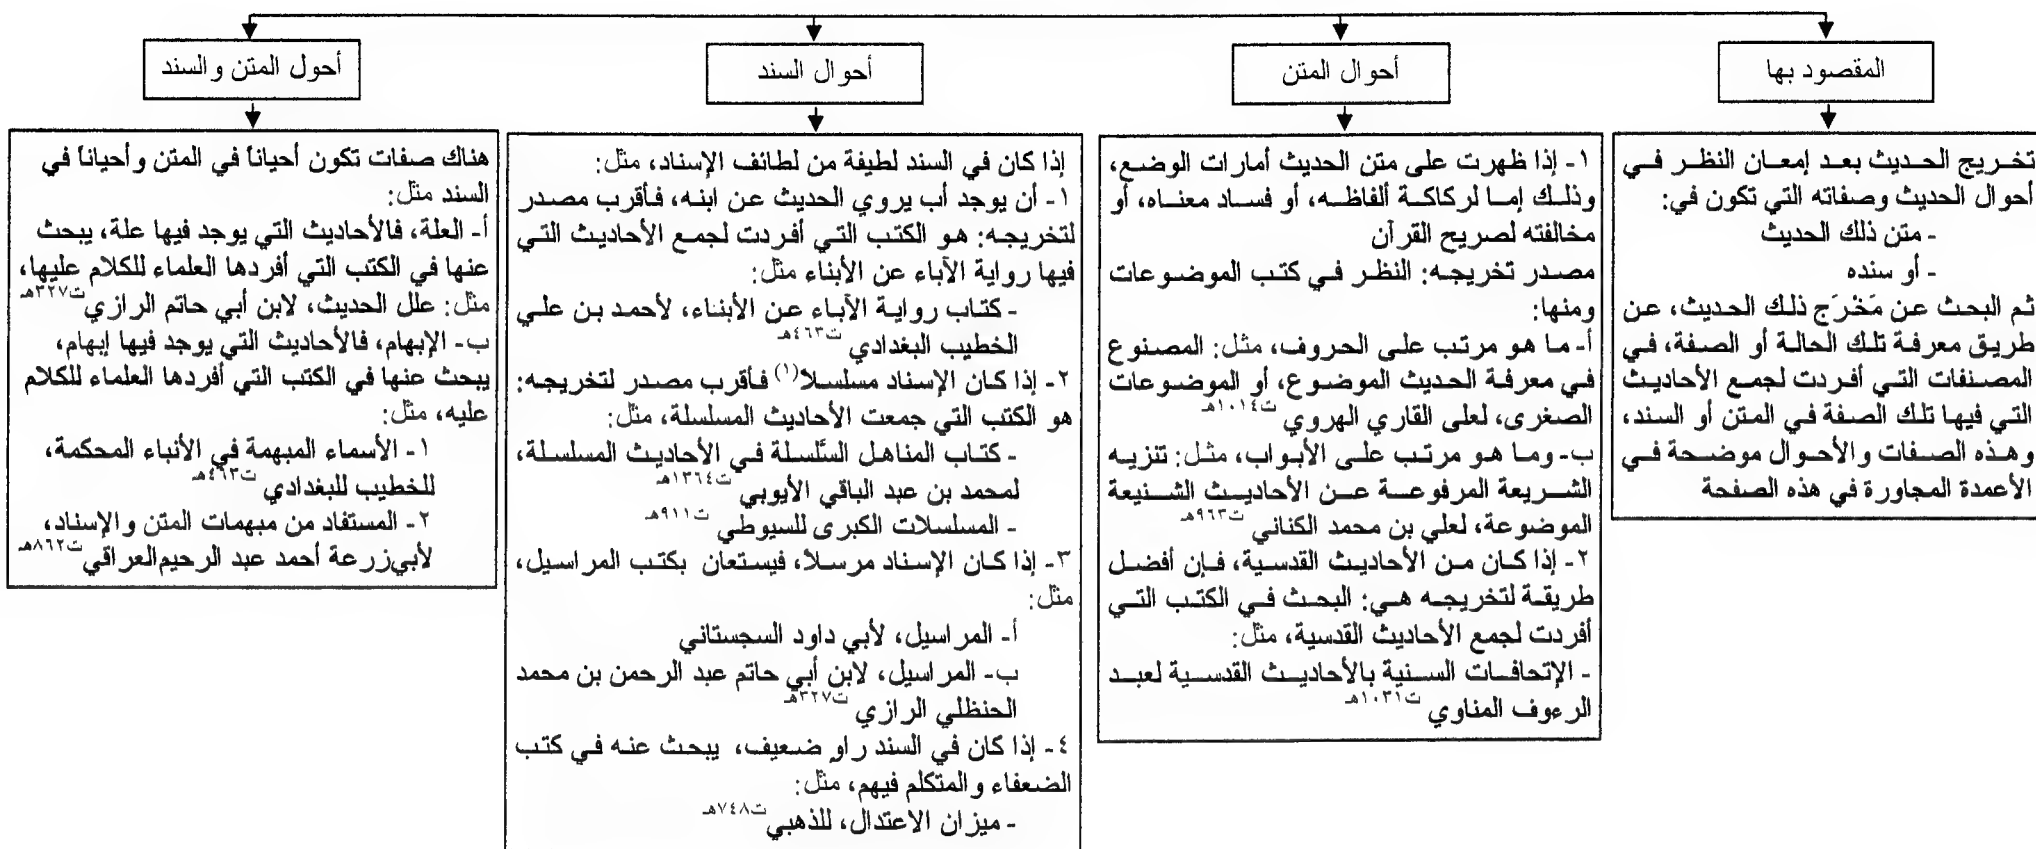 المقصود بها
تخريج الحديث بعد إمعان النظر في
أحوال الحديث وصفاته التي تكون في:
- متن ذلك الحديث
- أو سنده
ثم البحث عن مَخْرَج ذلك الحديث، عن
طريق معرفة تلك الحالة أو الصفة، في
المصنفات التي أفردت لجمع الأحاديث
التي فيها تلك الصفة في المتن أو السند،
وهذه الصفات والأحوال موضحة في
الأعمدة المجاورة في هذه الصفحة
أحوال المتن
١- إذا ظهرت على متن الحديث أمارات الوضع،
وذلك إما لركاكة ألفاظه، أو فساد معناه، أو
مخالفته لصريح القرآن
مصدر تخريجه: النظر في كتب الموضوعات
ومنها:
أ- ما هو مرتب على الحروف، مثل: المصنوع
في معرفة الحديث الموضوع، أو الموضوعات
الصغرى، لعلى القاري الهروي ت١٠١٤هـ
ب- وما هو مرتب على الأبواب، مثل: تنزيه
الشريعة المرفوعة عن الأحاديث الشنيعة
الموضوعة، لعلي بن محمد الكناني ت٩٦٣هـ
٢- إذا كان من الأحاديث القدسية، فإن أفضل
طريقة لتخريجه هي: البحث في الكتب التي
أفردت لجمع الأحاديث القدسية، مثل:
- الإتحافات السنية بالأحاديث القدسية لعبد
الرءوف المناوي ت١٠٣١هـ
أحوال السند
إذا كان في السند لطيفة من لطائف الإسناد، مثل:
١- أن يوجد أب يروي الحديث عن ابنه، فأقرب مصدر
لتخريجه: هو الكتب التي أفردت لجمع الأحاديث التي
فيها رواية الآباء عن الأبناء مثل:
- كتاب رواية الآباء عن الأبناء، لأحمد بن علي
الخطيب البغدادي ت٤٦٣هـ
٢- إذا كان الإسناد مسلسلا(١) فأقرب مصدر لتخريجه:
هو الكتب التي جمعت الأحاديث المسلسلة، مثل:
- كتاب المناهل السَّلسلة في الأحاديث المسلسلة،
لمحمد بن عبد الباقي الأيوبي ت١٣٦٤هـ
- المسلسلات الكبرى للسيوطي ت٩١١هـ
٣- إذا كان الإسناد مرسلا، فيستعان بكتب المراسيل،
مثل:
أ- المراسيل، لأبي داود السجستاني
ب- المراسيل، لابن أبي حاتم عبد الرحمن بن محمد
الحنظلي الرازي ت٣٢٧هـ
٤- إذا كان في السند راو ضعيف، يبحث عنه في كتب
الضعفاء والمتكلم فيهم، مثل:
- ميزان الاعتدال، للذهبي ت٧٤٨هـ
أحول المتن والسند
هناك صفات تكون أحياناً في المتن وأحياناً في
السند مثل:
أ- العلة، فالأحاديث التي يوجد فيها علة، يبحث
عنها في الكتب التي أفردها العلماء للكلام عليها،
مثل: علل الحديث، لابن أبي حاتم الرازي ت٣٢٧هـ
ب- الإبهام، فالأحاديث التي يوجد فيها إبهام،
يبحث عنها في الكتب التي أفردها العلماء للكلام
عليه، مثل:
١- الأسماء المبهمة في الأنباء المحكمة،
للخطيب للبغدادي ت٤٦٣هـ
٢- المستفاد من مبهمات المتن والإسناد،
لأبي زرعة أحمد عبد الرحيم العراقي ت٨٦٢هـ